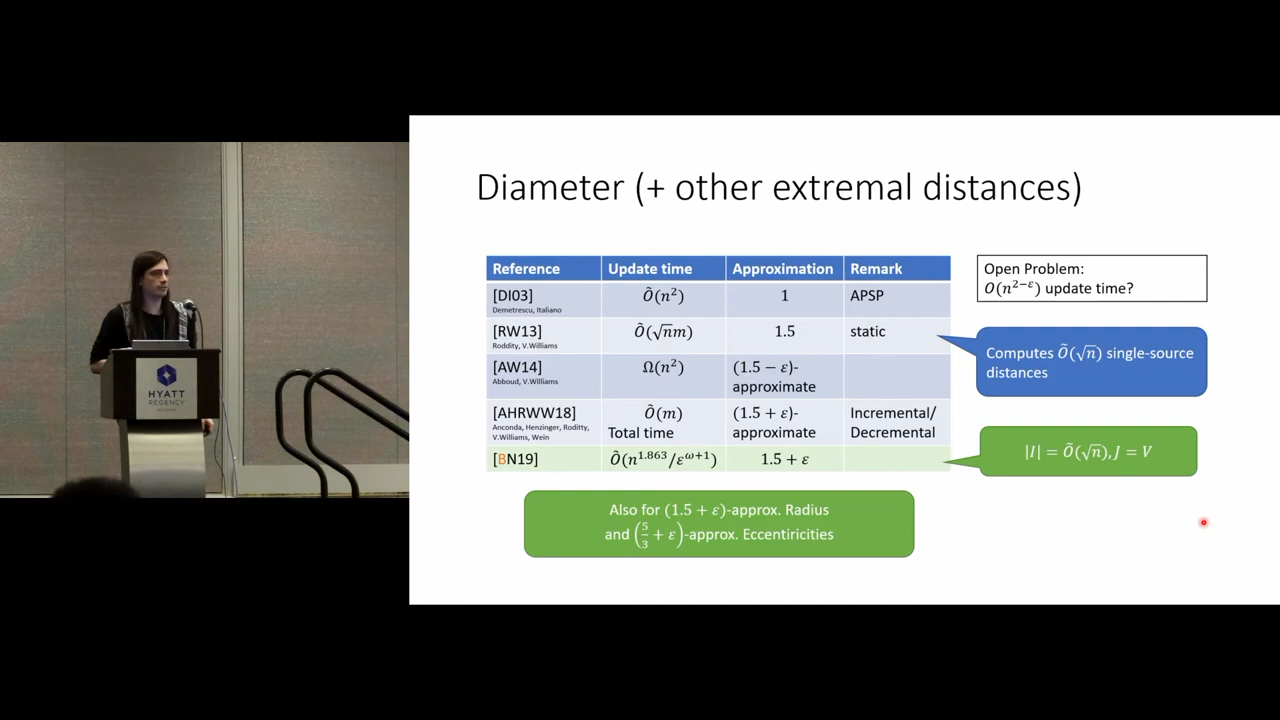 Diameter (+ other extremal distances)
Reference Update time Approximation Remark
[DI03] Õ(n²) 1 APSP
Demetrescu, Italiano
[RW13] Õ(√nm) 1.5 static
Roddity, V.Williams
[AW14] Ω(n²) (1.5 − ε)-
Abboud, V.Williams approximate
[AHRWW18] Õ(m) (1.5 + ε)- Incremental/
Anconda, Henzinger, Roditty,
V.Williams, Wein
Total time approximate Decremental
[BN19] Õ(n^1.863/ε^ω+1) 1.5 + ε
Open Problem:
O(n^2−ε) update time?
Computes Õ(√n) single-source
distances
|I| = Õ(√n), J = V
Also for (1.5 + ε)-approx. Radius
and (5/3 + ε)-approx. Eccentiricities
HYATT
REGENCY